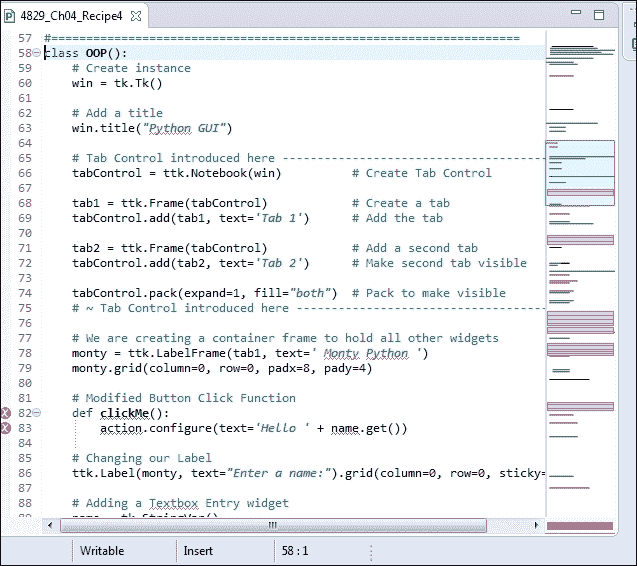 4829_Ch04_Recipe4
57 #============================================================
58 class OOP():
59     # Create instance
60     win = tk.Tk()
61
62     # Add a title
63     win.title("Python GUI")
64
65     # Tab Control introduced here --------------------------------------
66     tabControl = ttk.Notebook(win)          # Create Tab Control
67
68     tab1 = ttk.Frame(tabControl)            # Create a tab
69     tabControl.add(tab1, text='Tab 1')      # Add the tab
70
71     tab2 = ttk.Frame(tabControl)            # Add a second tab
72     tabControl.add(tab2, text='Tab 2')      # Make second tab visible
73
74     tabControl.pack(expand=1, fill="both")  # Pack to make visible
75     # ~ Tab Control introduced here ------------------------------------
76
77     # We are creating a container frame to hold all other widgets
78     monty = ttk.LabelFrame(tab1, text=' Monty Python ')
79     monty.grid(column=0, row=0, padx=8, pady=4)
80
81     # Modified Button Click Function
82     def clickMe():
83         action.configure(text='Hello ' + name.get())
84
85     # Changing our Label
86     ttk.Label(monty, text="Enter a name:").grid(column=0, row=0, sticky=
87
88     # Adding a Textbox Entry widget
Writable Insert 58 : 1